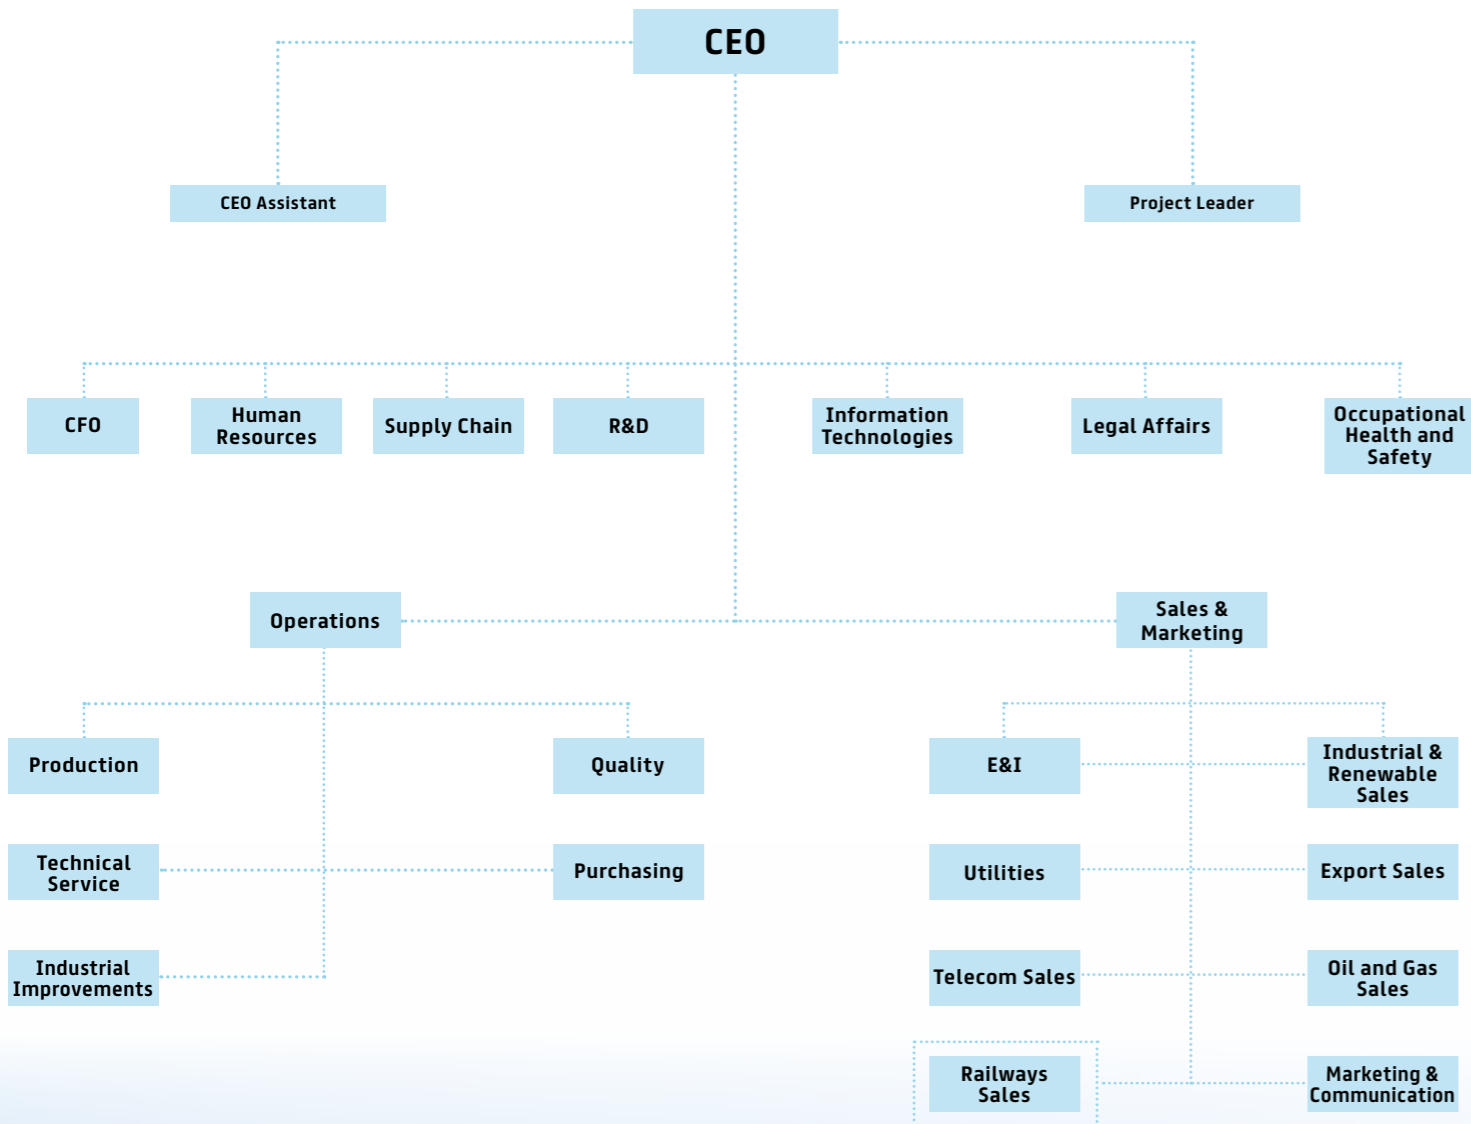 CEO
CEO Assistant
Project Leader
CFO
Human
Resources
Supply Chain
R&D
Information
Technologies
Legal Affairs
Occupational
Health and
Safety
Operations
Sales &
Marketing
Production
Quality
E&I
Industrial &
Renewable
Sales
Technical
Service
Purchasing
Utilities
Export Sales
Industrial
Improvements
Telecom Sales
Oil and Gas
Sales
Railways
Sales
Marketing &
Communication